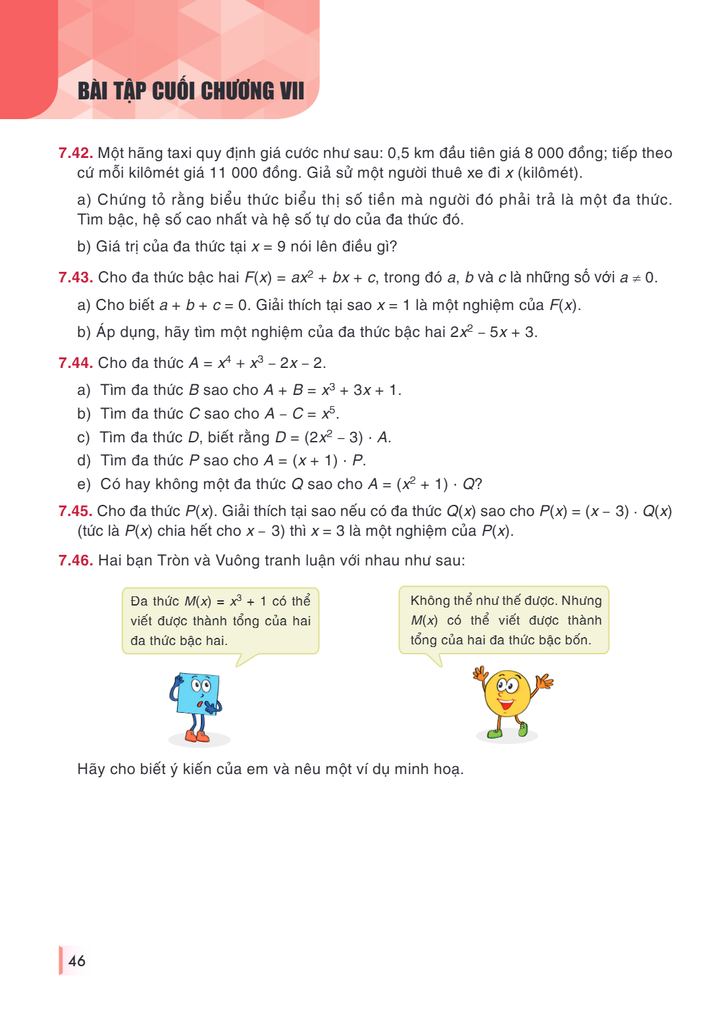 BÀI TẬP CUỐI CHƯƠNG VII
7.42. Một hãng taxi quy định giá cước như sau: 0,5 km đầu tiên giá 8 000 đồng; tiếp theo
cứ mỗi kilômét giá 11 000 đồng. Giả sử một người thuê xe đi x (kilômét).
a) Chứng tỏ rằng biểu thức biểu thị số tiền mà người đó phải trả là một đa thức.
Tìm bậc, hệ số cao nhất và hệ số tự do của đa thức đó.
b) Giá trị của đa thức tại x = 9 nói lên điều gì?
7.43. Cho đa thức bậc hai F(x) = ax² + bx + c, trong đó a, b và c là những số với a ≠ 0.
a) Cho biết a + b + c = 0. Giải thích tại sao x = 1 là một nghiệm của F(x).
b) Áp dụng, hãy tìm một nghiệm của đa thức bậc hai 2x² – 5x + 3.
7.44. Cho đa thức A = x⁴ + x³ – 2x – 2.
a) Tìm đa thức B sao cho A + B = x³ + 3x + 1.
b) Tìm đa thức C sao cho A – C = x⁵.
c) Tìm đa thức D, biết rằng D = (2x² – 3) · A.
d) Tìm đa thức P sao cho A = (x + 1) · P.
e) Có hay không một đa thức Q sao cho A = (x² + 1) · Q?
7.45. Cho đa thức P(x). Giải thích tại sao nếu có đa thức Q(x) sao cho P(x) = (x – 3) · Q(x)
(tức là P(x) chia hết cho x – 3) thì x = 3 là một nghiệm của P(x).
7.46. Hai bạn Tròn và Vuông tranh luận với nhau như sau:
Đa thức M(x) = x³ + 1 có thể
viết được thành tổng của hai
đa thức bậc hai.
Không thể như thế được. Nhưng
M(x) có thể viết được thành
tổng của hai đa thức bậc bốn.
Hãy cho biết ý kiến của em và nêu một ví dụ minh hoạ.
46